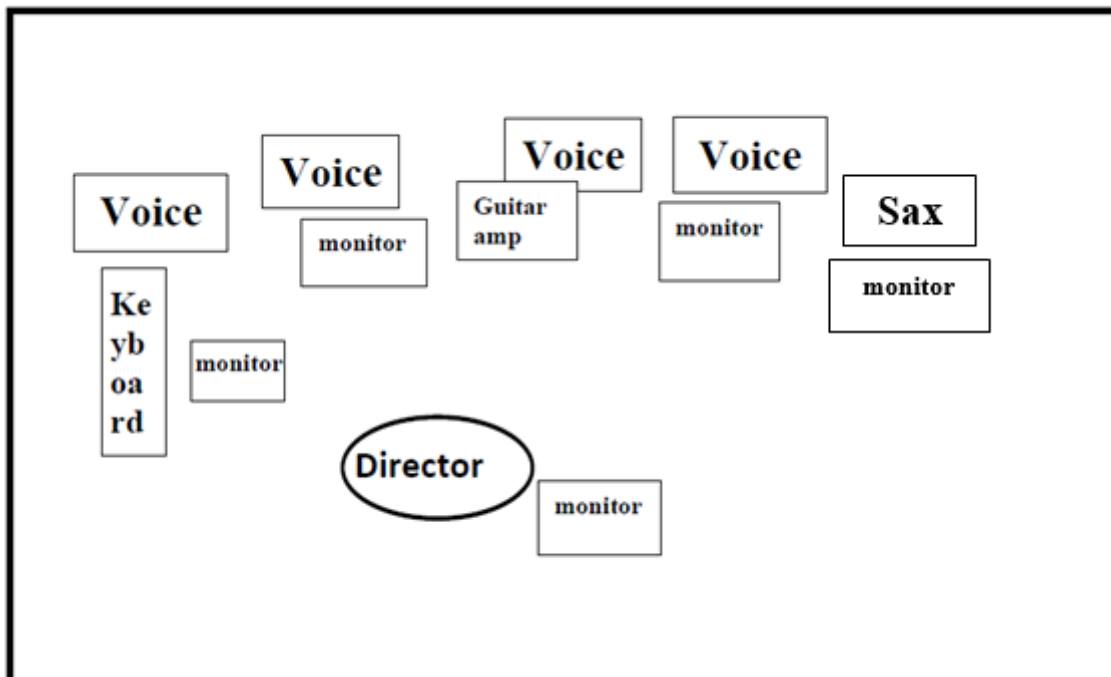 Voice
Voice
Voice
Voice
Sax
Guitar
amp
monitor
monitor
monitor
Ke
yb
oa
rd
monitor
Director
monitor